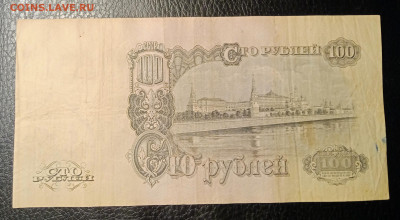 COINS.LAVE.RU
СТО РУБЛЕЙ 100
100
СТО РУБЛЕЙ
СТО
РУБЛЕЙ
100